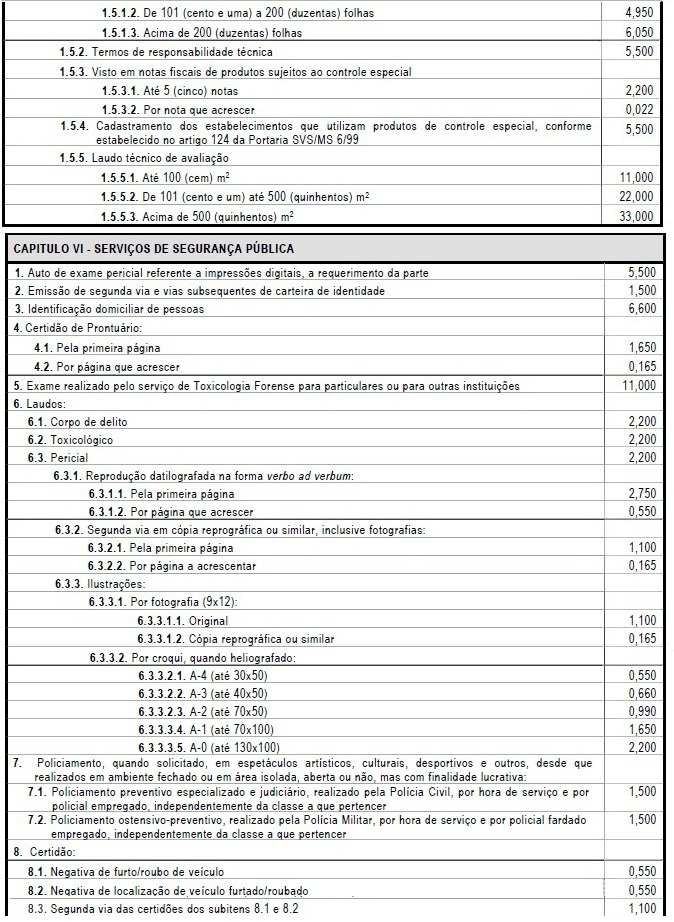 1.5.1.2. De 101 (cento e uma) a 200 (duzentas) folhas 4,950
1.5.1.3. Acima de 200 (duzentas) folhas 6,050
1.5.2. Termos de responsabilidade técnica 5,500
1.5.3. Visto em notas fiscais de produtos sujeitos ao controle especial
1.5.3.1. Até 5 (cinco) notas 2,200
1.5.3.2. Por nota que acrescer 0,022
1.5.4. Cadastramento dos estabelecimentos que utilizam produtos de controle especial, conforme 5,500
estabelecido no artigo 124 da Portaria SVS/MS 6/99
1.5.5. Laudo técnico de avaliação
1.5.5.1. Até 100 (cem) m² 11,000
1.5.5.2. De 101 (cento e um) até 500 (quinhentos) m² 22,000
1.5.5.3. Acima de 500 (quinhentos) m² 33,000
CAPITULO VI - SERVIÇOS DE SEGURANÇA PÚBLICA
1. Auto de exame pericial referente a impressões digitais, a requerimento da parte 5,500
2. Emissão de segunda via e vias subsequentes de carteira de identidade 1,500
3. Identificação domiciliar de pessoas 6,600
4. Certidão de Prontuário:
4.1. Pela primeira página 1,650
4.2. Por página que acrescer 0,165
5. Exame realizado pelo serviço de Toxicologia Forense para particulares ou para outras instituições 11,000
6. Laudos:
6.1. Corpo de delito 2,200
6.2. Toxicológico 2,200
6.3. Pericial 2,200
6.3.1. Reprodução datilografada na forma verbo ad verbum:
6.3.1.1. Pela primeira página 2,750
6.3.1.2. Por página que acrescer 0,550
6.3.2. Segunda via em cópia reprográfica ou similar, inclusive fotografias:
6.3.2.1. Pela primeira página 1,100
6.3.2.2. Por página a acrescentar 0,165
6.3.3. Ilustrações:
6.3.3.1. Por fotografia (9x12):
6.3.3.1.1. Original 1,100
6.3.3.1.2. Cópia reprográfica ou similar 0,165
6.3.3.2. Por croqui, quando heliografado:
6.3.3.2.1. A-4 (até 30x50) 0,550
6.3.3.2.2. A-3 (até 40x50) 0,660
6.3.3.2.3. A-2 (até 70x50) 0,990
6.3.3.3.4. A-1 (até 70x100) 1,650
6.3.3.3.5. A-0 (até 130x100) 2,200
7. Policiamento, quando solicitado, em espetáculos artísticos, culturais, desportivos e outros, desde que
realizados em ambiente fechado ou em área isolada, aberta ou não, mas com finalidade lucrativa:
7.1. Policiamento preventivo especializado e judiciário, realizado pela Polícia Civil, por hora de serviço e por 1,500
policial empregado, independentemente da classe a que pertencer
7.2. Policiamento ostensivo-preventivo, realizado pela Polícia Militar, por hora de serviço e por policial fardado 1,500
empregado, independentemente da classe a que pertencer
8. Certidão:
8.1. Negativa de furto/roubo de veículo 0,550
8.2. Negativa de localização de veículo furtado/roubado 0,550
8.3. Segunda via das certidões dos subitens 8.1 e 8.2 1,100